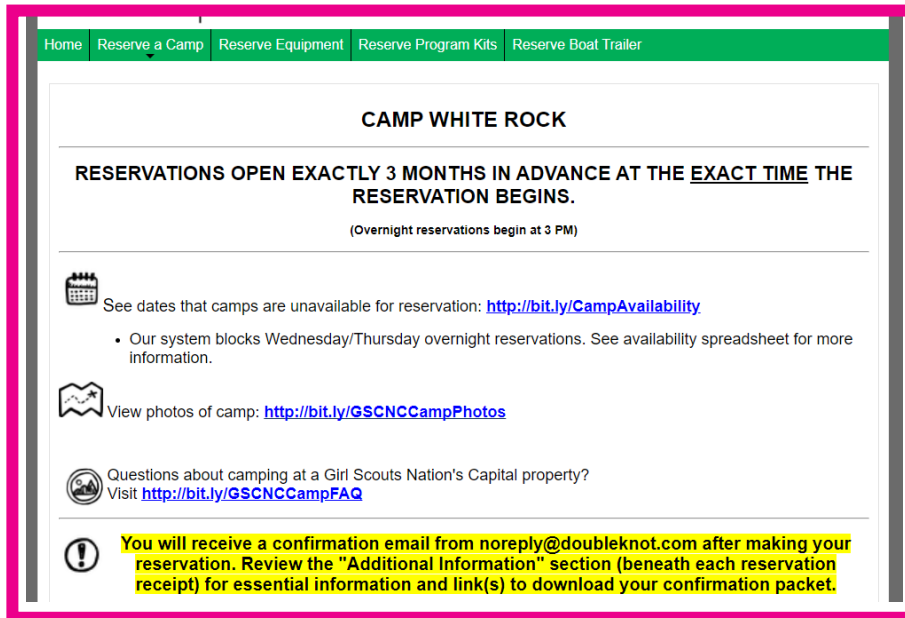 Home Reserve a Camp Reserve Equipment Reserve Program Kits Reserve Boat Trailer
CAMP WHITE ROCK
RESERVATIONS OPEN EXACTLY 3 MONTHS IN ADVANCE AT THE EXACT TIME THE
RESERVATION BEGINS.
(Overnight reservations begin at 3 PM)
See dates that camps are unavailable for reservation: http://bit.ly/CampAvailability
• Our system blocks Wednesday/Thursday overnight reservations. See availability spreadsheet for more
information.
View photos of camp: http://bit.ly/GSCNCCampPhotos
Questions about camping at a Girl Scouts Nation's Capital property?
Visit http://bit.ly/GSCNCCampFAQ
You will receive a confirmation email from noreply@doubleknot.com after making your
reservation. Review the "Additional Information" section (beneath each reservation
receipt) for essential information and link(s) to download your confirmation packet.